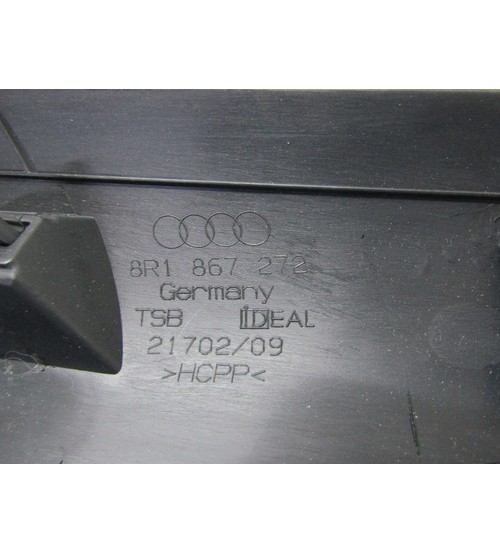 8R1 867 272
Germany
TSB IDEAL
21702/09
>HCPP<